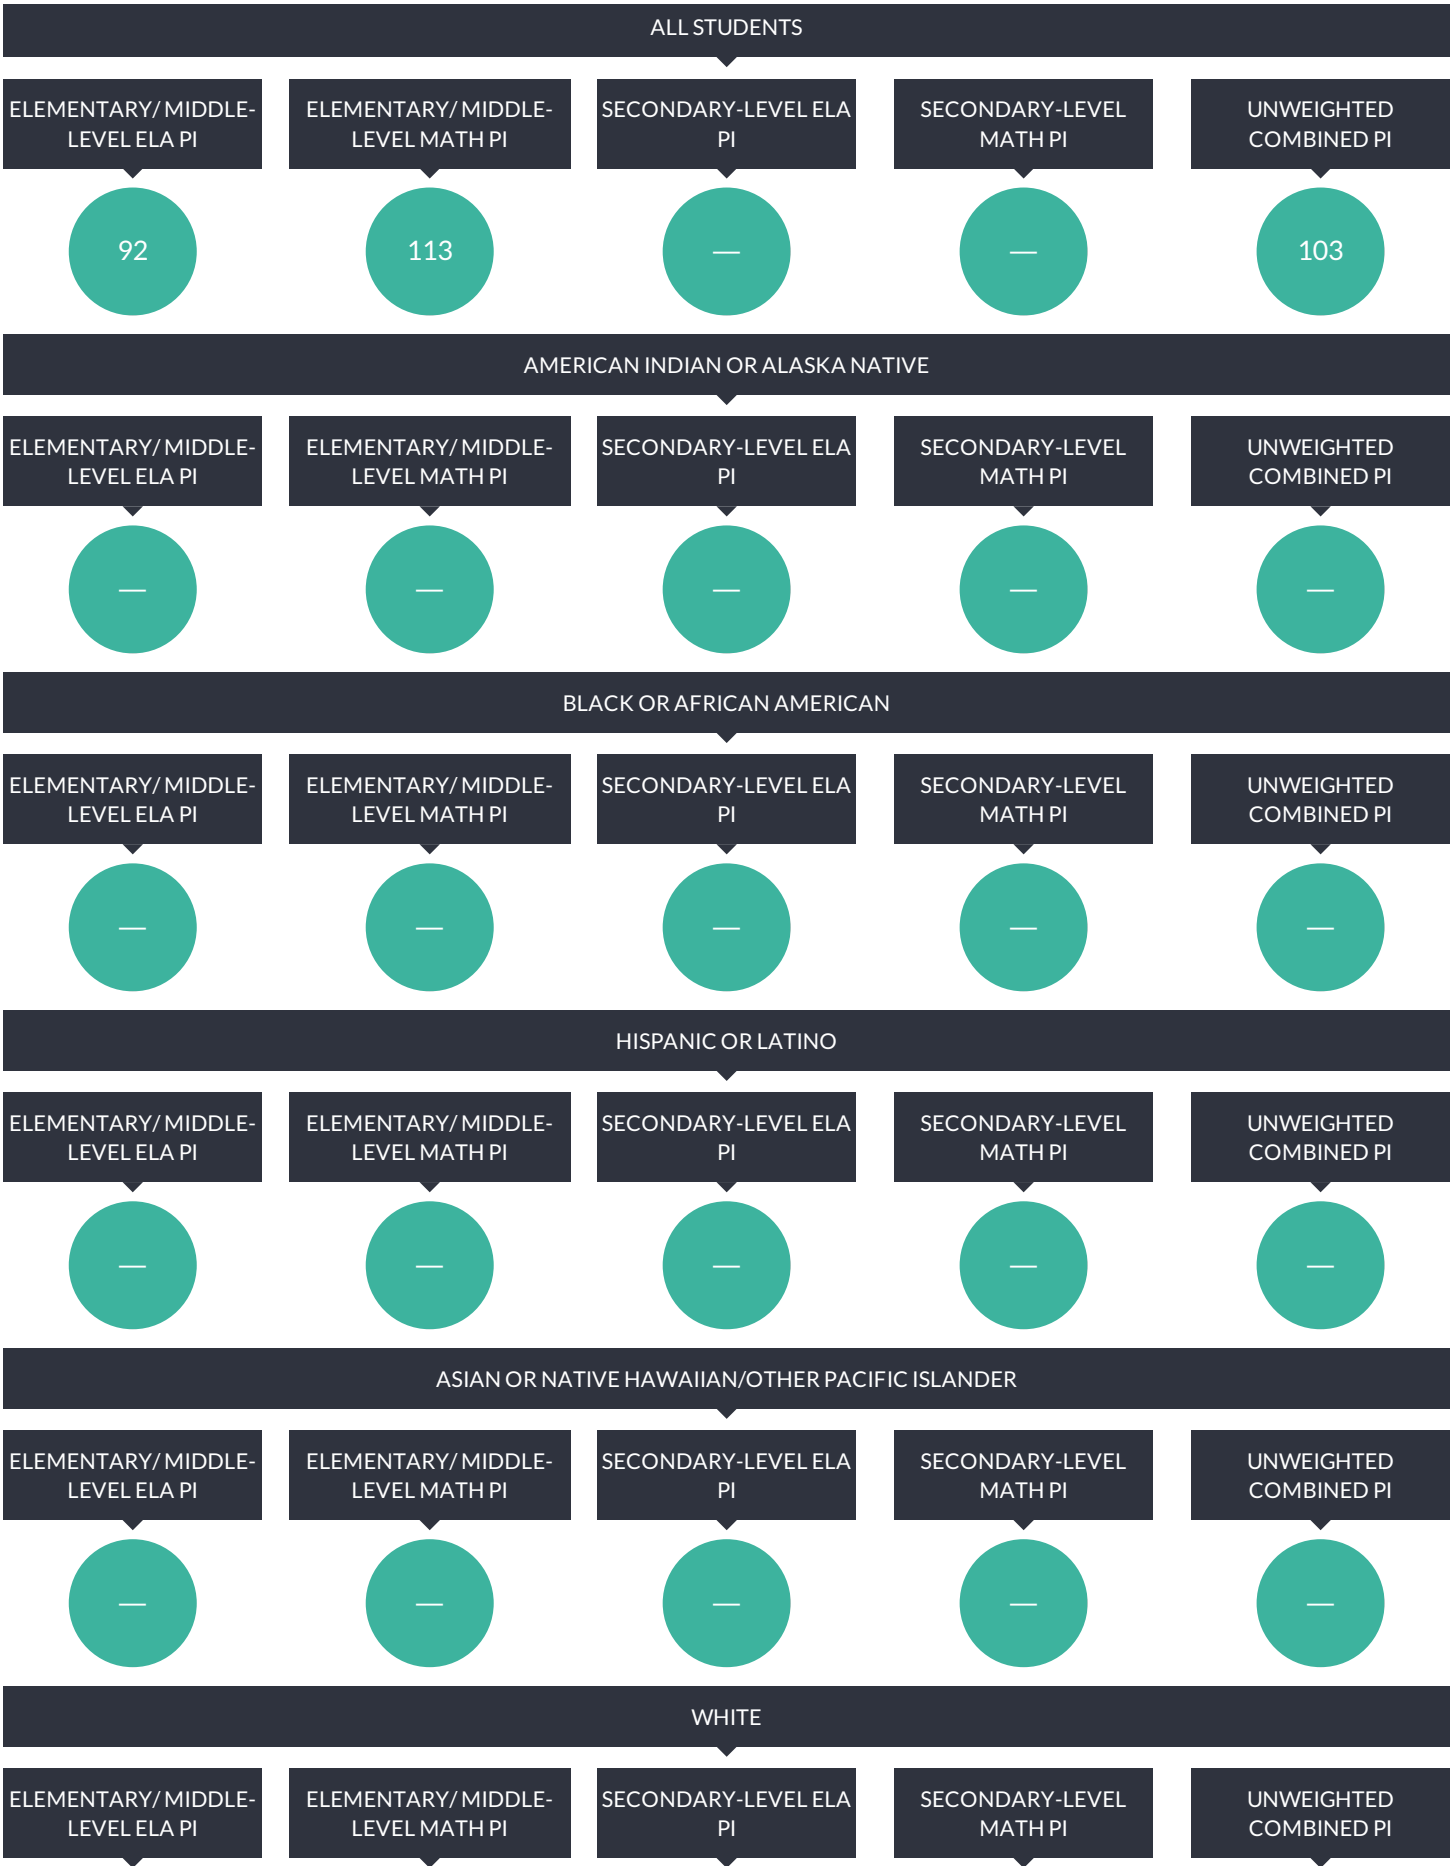 ALL STUDENTS
ELEMENTARY/ MIDDLE-
LEVEL ELA PI
ELEMENTARY/ MIDDLE-
LEVEL MATH PI
SECONDARY-LEVEL ELA
PI
SECONDARY-LEVEL
MATH PI
UNWEIGHTED
COMBINED PI
92
113
—
—
103
AMERICAN INDIAN OR ALASKA NATIVE
ELEMENTARY/ MIDDLE-
LEVEL ELA PI
ELEMENTARY/ MIDDLE-
LEVEL MATH PI
SECONDARY-LEVEL ELA
PI
SECONDARY-LEVEL
MATH PI
UNWEIGHTED
COMBINED PI
—
—
—
—
—
BLACK OR AFRICAN AMERICAN
ELEMENTARY/ MIDDLE-
LEVEL ELA PI
ELEMENTARY/ MIDDLE-
LEVEL MATH PI
SECONDARY-LEVEL ELA
PI
SECONDARY-LEVEL
MATH PI
UNWEIGHTED
COMBINED PI
—
—
—
—
—
HISPANIC OR LATINO
ELEMENTARY/ MIDDLE-
LEVEL ELA PI
ELEMENTARY/ MIDDLE-
LEVEL MATH PI
SECONDARY-LEVEL ELA
PI
SECONDARY-LEVEL
MATH PI
UNWEIGHTED
COMBINED PI
—
—
—
—
—
ASIAN OR NATIVE HAWAIIAN/OTHER PACIFIC ISLANDER
ELEMENTARY/ MIDDLE-
LEVEL ELA PI
ELEMENTARY/ MIDDLE-
LEVEL MATH PI
SECONDARY-LEVEL ELA
PI
SECONDARY-LEVEL
MATH PI
UNWEIGHTED
COMBINED PI
—
—
—
—
—
WHITE
ELEMENTARY/ MIDDLE-
LEVEL ELA PI
ELEMENTARY/ MIDDLE-
LEVEL MATH PI
SECONDARY-LEVEL ELA
PI
SECONDARY-LEVEL
MATH PI
UNWEIGHTED
COMBINED PI